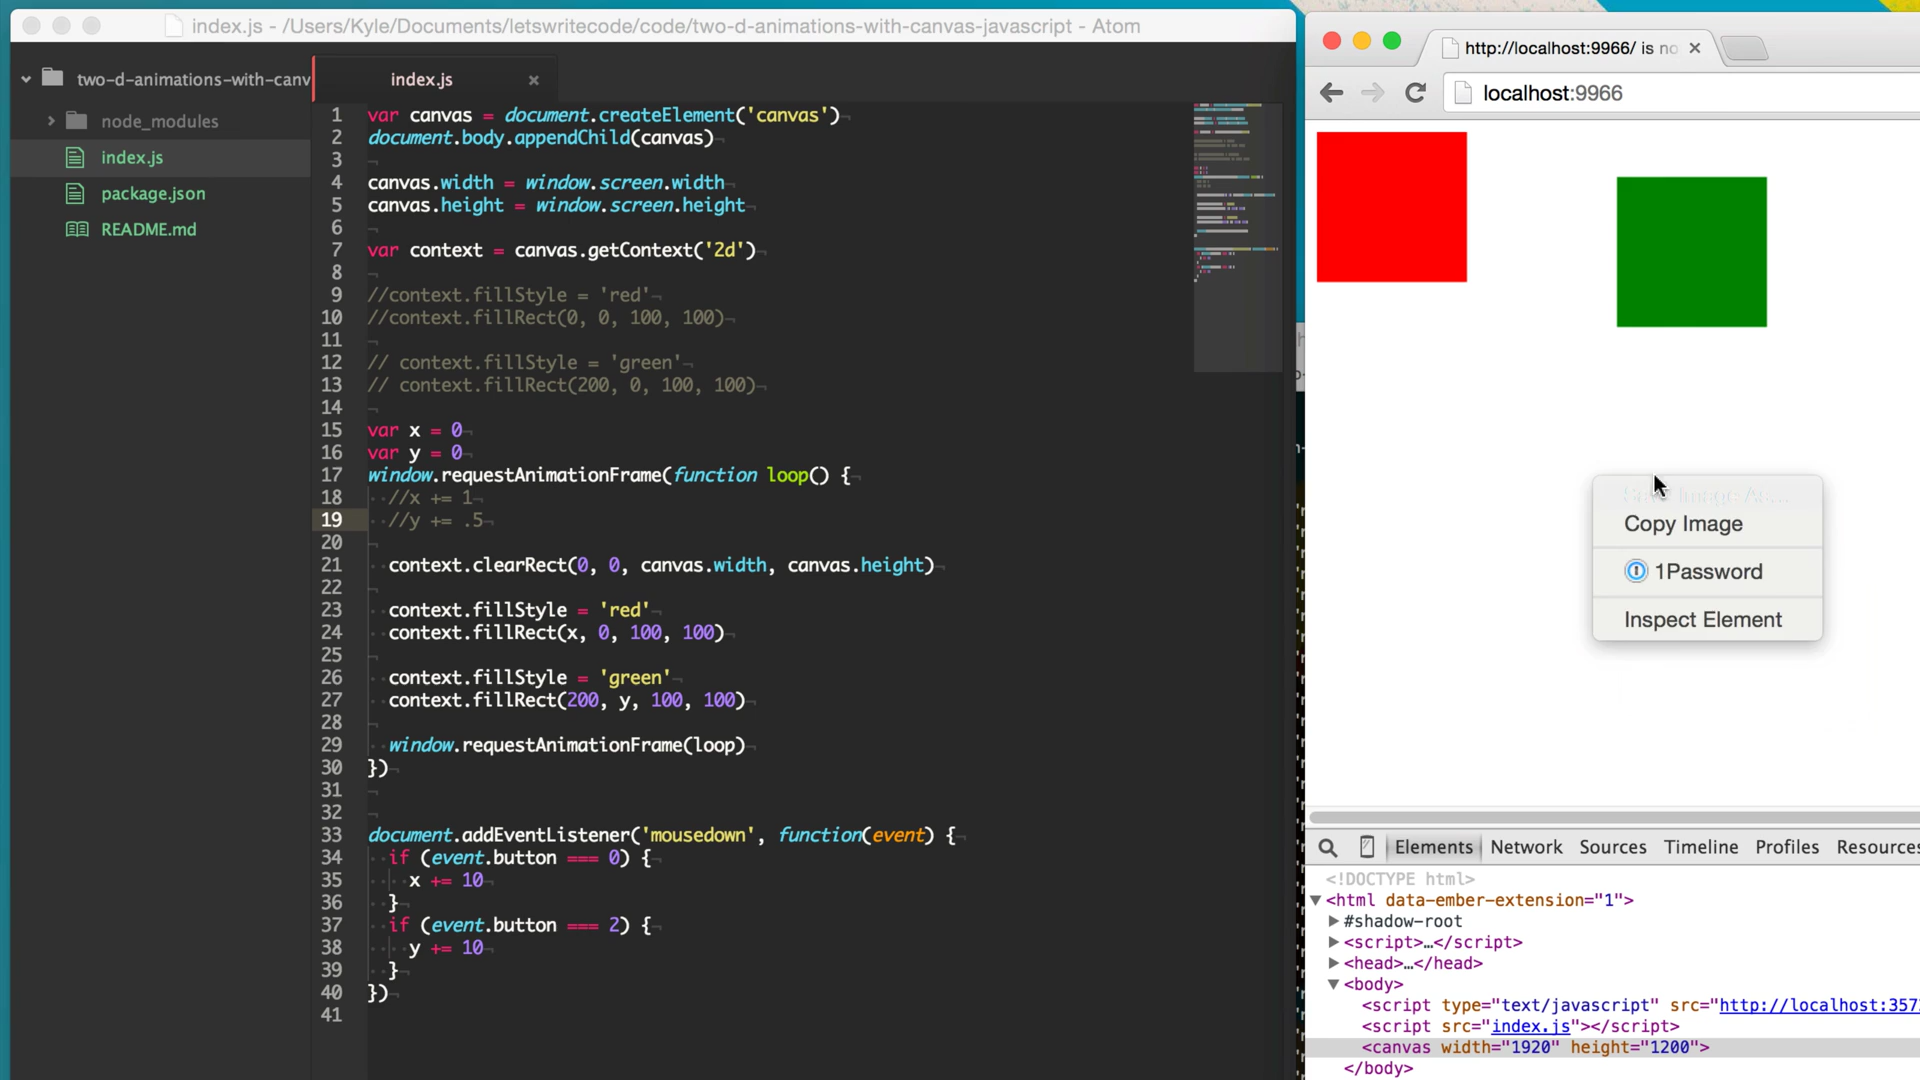 index.js - /Users/Kyle/Documents/letswritecode/code/two-d-animations-with-canvas-javascript - Atom
two-d-animations-with-canv
node_modules
index.js
package.json
README.md
index.js
1 var canvas = document.createElement('canvas')
2 document.body.appendChild(canvas)
3
4 canvas.width = window.screen.width
5 canvas.height = window.screen.height
6
7 var context = canvas.getContext('2d')
8
9 //context.fillStyle = 'red'
10 //context.fillRect(0, 0, 100, 100)
11
12 // context.fillStyle = 'green'
13 // context.fillRect(200, 0, 100, 100)
14
15 var x = 0
16 var y = 0
17 window.requestAnimationFrame(function loop() {
18 //x += 1
19 //y += .5
20
21 context.clearRect(0, 0, canvas.width, canvas.height)
22
23 context.fillStyle = 'red'
24 context.fillRect(x, 0, 100, 100)
25
26 context.fillStyle = 'green'
27 context.fillRect(200, y, 100, 100)
28
29 window.requestAnimationFrame(loop)
30 })
31
32
33 document.addEventListener('mousedown', function(event) {
34 if (event.button === 0) {
35 x += 10
36 }
37 if (event.button === 2) {
38 y += 10
39 }
40 })
41
http://localhost:9966/ is no
localhost:9966
Image As...
Copy Image
1Password
Inspect Element
Elements Network Sources Timeline Profiles Resources
<!DOCTYPE html>
<html data-ember-extension="1">
#shadow-root
<script>…</script>
<head>…</head>
<body>
<script type="text/javascript" src="http://localhost:357
<script src="index.js"></script>
<canvas width="1920" height="1200">
</body>